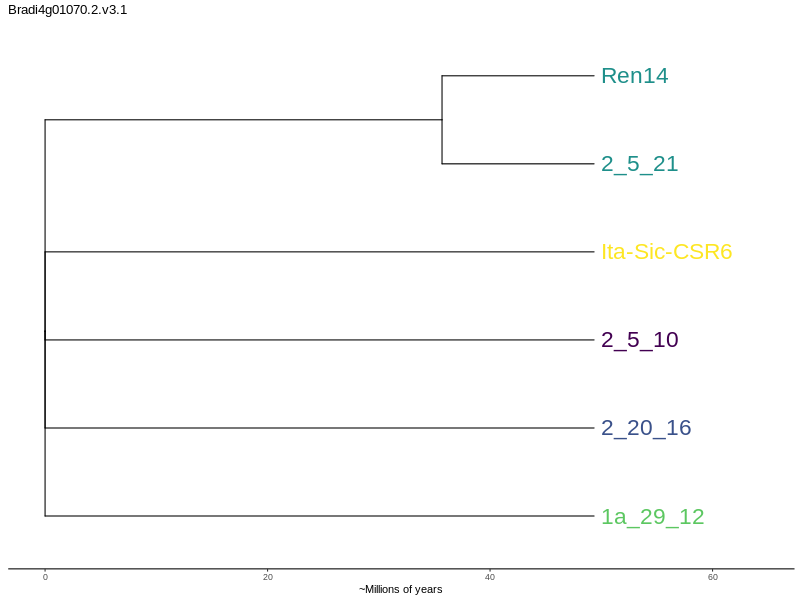 Bradi4g01070.2.v3.1
Ren14
2_5_21
Ita-Sic-CSR6
2_5_10
2_20_16
1a_29_12
0 20 40 60
~Millions of years